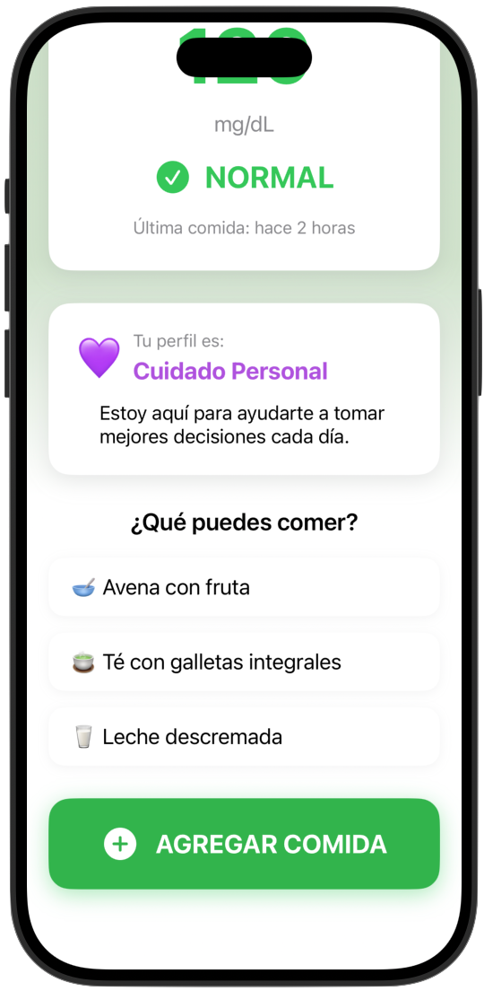 mg/dL
NORMAL
Última comida: hace 2 horas
Tu perfil es:
Cuidado Personal
Estoy aquí para ayudarte a tomar
mejores decisiones cada día.
¿Qué puedes comer?
Avena con fruta
Té con galletas integrales
Leche descremada
AGREGAR COMIDA